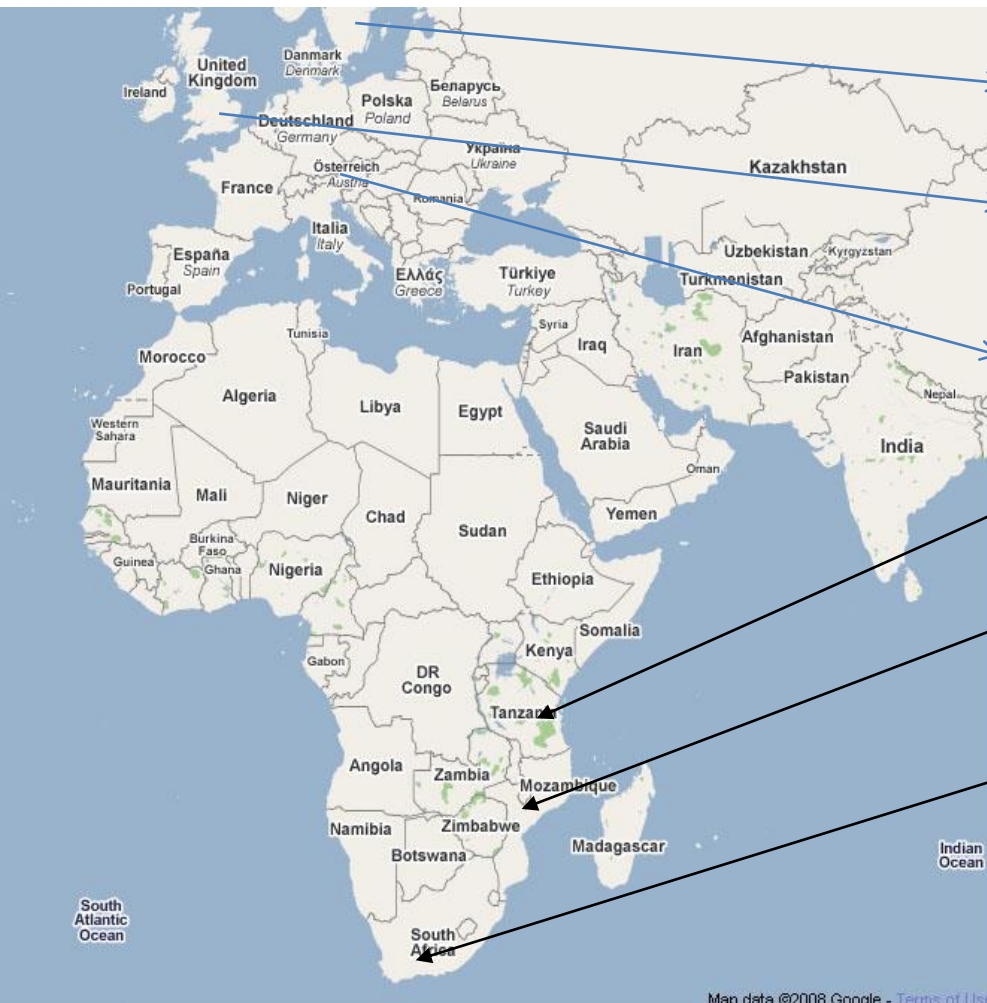 Danmark
Denmark
United
Kingdom
Ireland
Беларусь
Belarus
Polska
Poland
Deutschland
Germany
Україна
Ukraine
Kazakhstan
Österreich
Austria
France
Romania
Italia
Italy
España
Spain
Portugal
Ελλάς
Greece
Türkiye
Turkey
Uzbekistan
Kyrgyzstan
Turkmenistan
Tunisia
Syria
Iraq
Iran
Afghanistan
Pakistan
Nepal
Morocco
Algeria
Libya
Egypt
Western
Sahara
Saudi
Arabia
India
Oman
Mauritania
Mali
Niger
Chad
Sudan
Yemen
Burkina
Faso
Guinea
Ghana
Nigeria
Ethiopia
Somalia
Kenya
Gabon
DR
Congo
Tanzania
Angola
Zambia
Mozambique
Namibia
Zimbabwe
Botswana
Madagascar
Indian
Ocean
South
Atlantic
Ocean
South
Africa
Map data ©2008 Google - Terms of Us